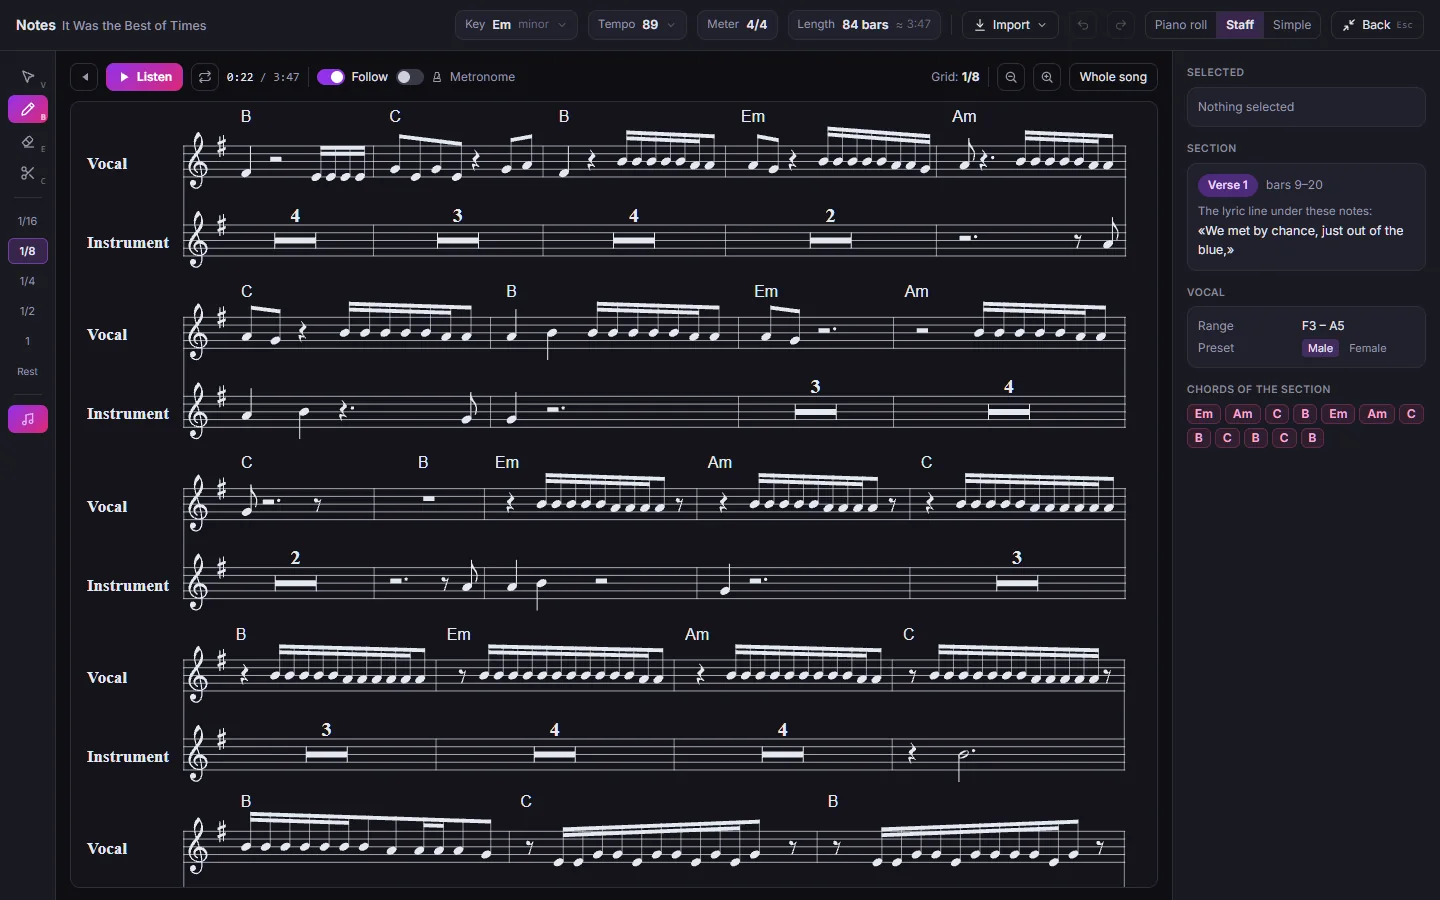 Notes It Was the Best of Times
Key Em minor
Tempo 89
Meter 4/4
Length 84 bars ≈ 3:47
Import
Piano roll Staff Simple
Back Esc
V
B
E
C
1/16
1/8
1/4
1/2
1
Rest
Listen
0:22 / 3:47
Follow
Metronome
Grid: 1/8
Whole song
B C B Em Am
Vocal
4 3 4 2
Instrument
C B Em Am
Vocal
3 4
Instrument
C B Em Am C
Vocal
2 3
Instrument
B Em Am C
Vocal
3 4 4
Instrument
B C B
Vocal
SELECTED
Nothing selected
SECTION
Verse 1 bars 9–20
The lyric line under these notes:
«We met by chance, just out of the
blue,»
VOCAL
Range F3 – A5
Preset Male Female
CHORDS OF THE SECTION
Em Am C B Em Am C
B C B C B